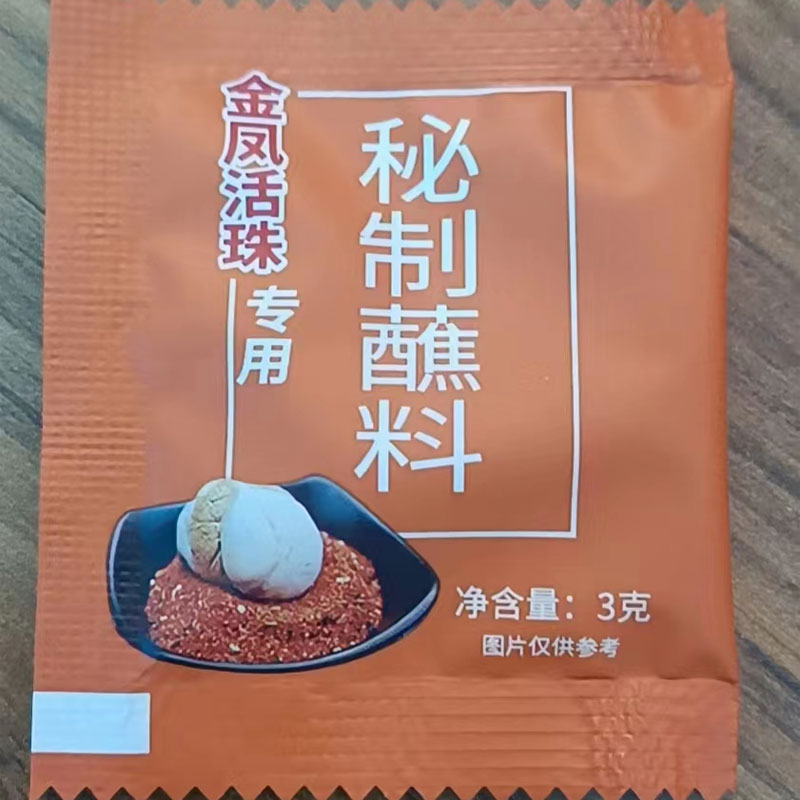 金凤活珠
专用
秘制蘸料
净含量：3克
图片仅供参考